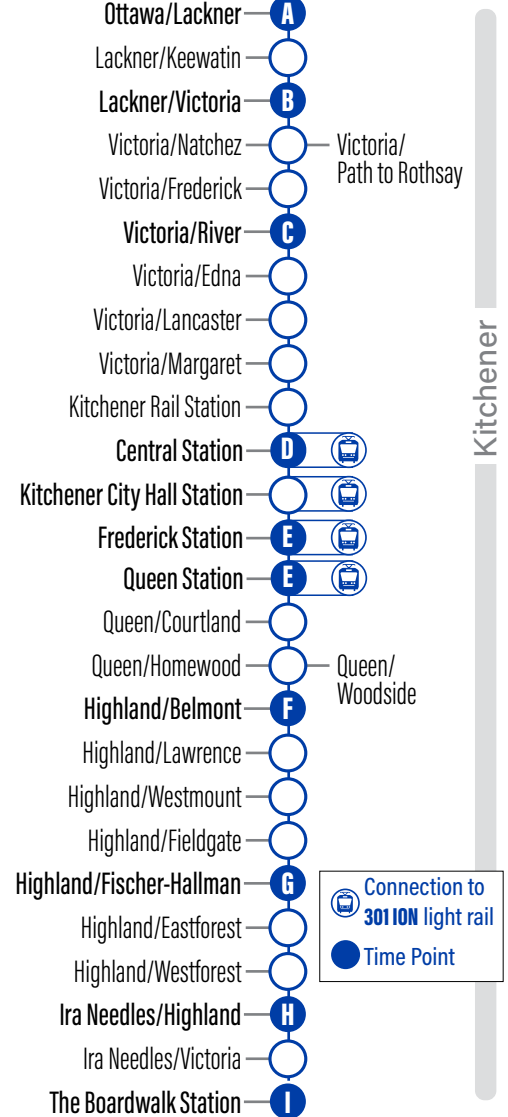 Ottawa/Lackner A
Lackner/Keewatin
Lackner/Victoria B
Victoria/Natchez Victoria/
Path to Rothsay
Victoria/Frederick
Victoria/River C
Victoria/Edna
Victoria/Lancaster
Victoria/Margaret
Kitchener Rail Station
Central Station D
Kitchener City Hall Station
Frederick Station E
Queen Station E
Queen/Courtland
Queen/Homewood Queen/
Woodside
Highland/Belmont F
Highland/Lawrence
Highland/Westmount
Highland/Fieldgate
Highland/Fischer-Hallman G
Highland/Eastforest
Highland/Westforest
Ira Needles/Highland H
Ira Needles/Victoria
The Boardwalk Station I
Kitchener
Connection to
301 ION light rail
Time Point